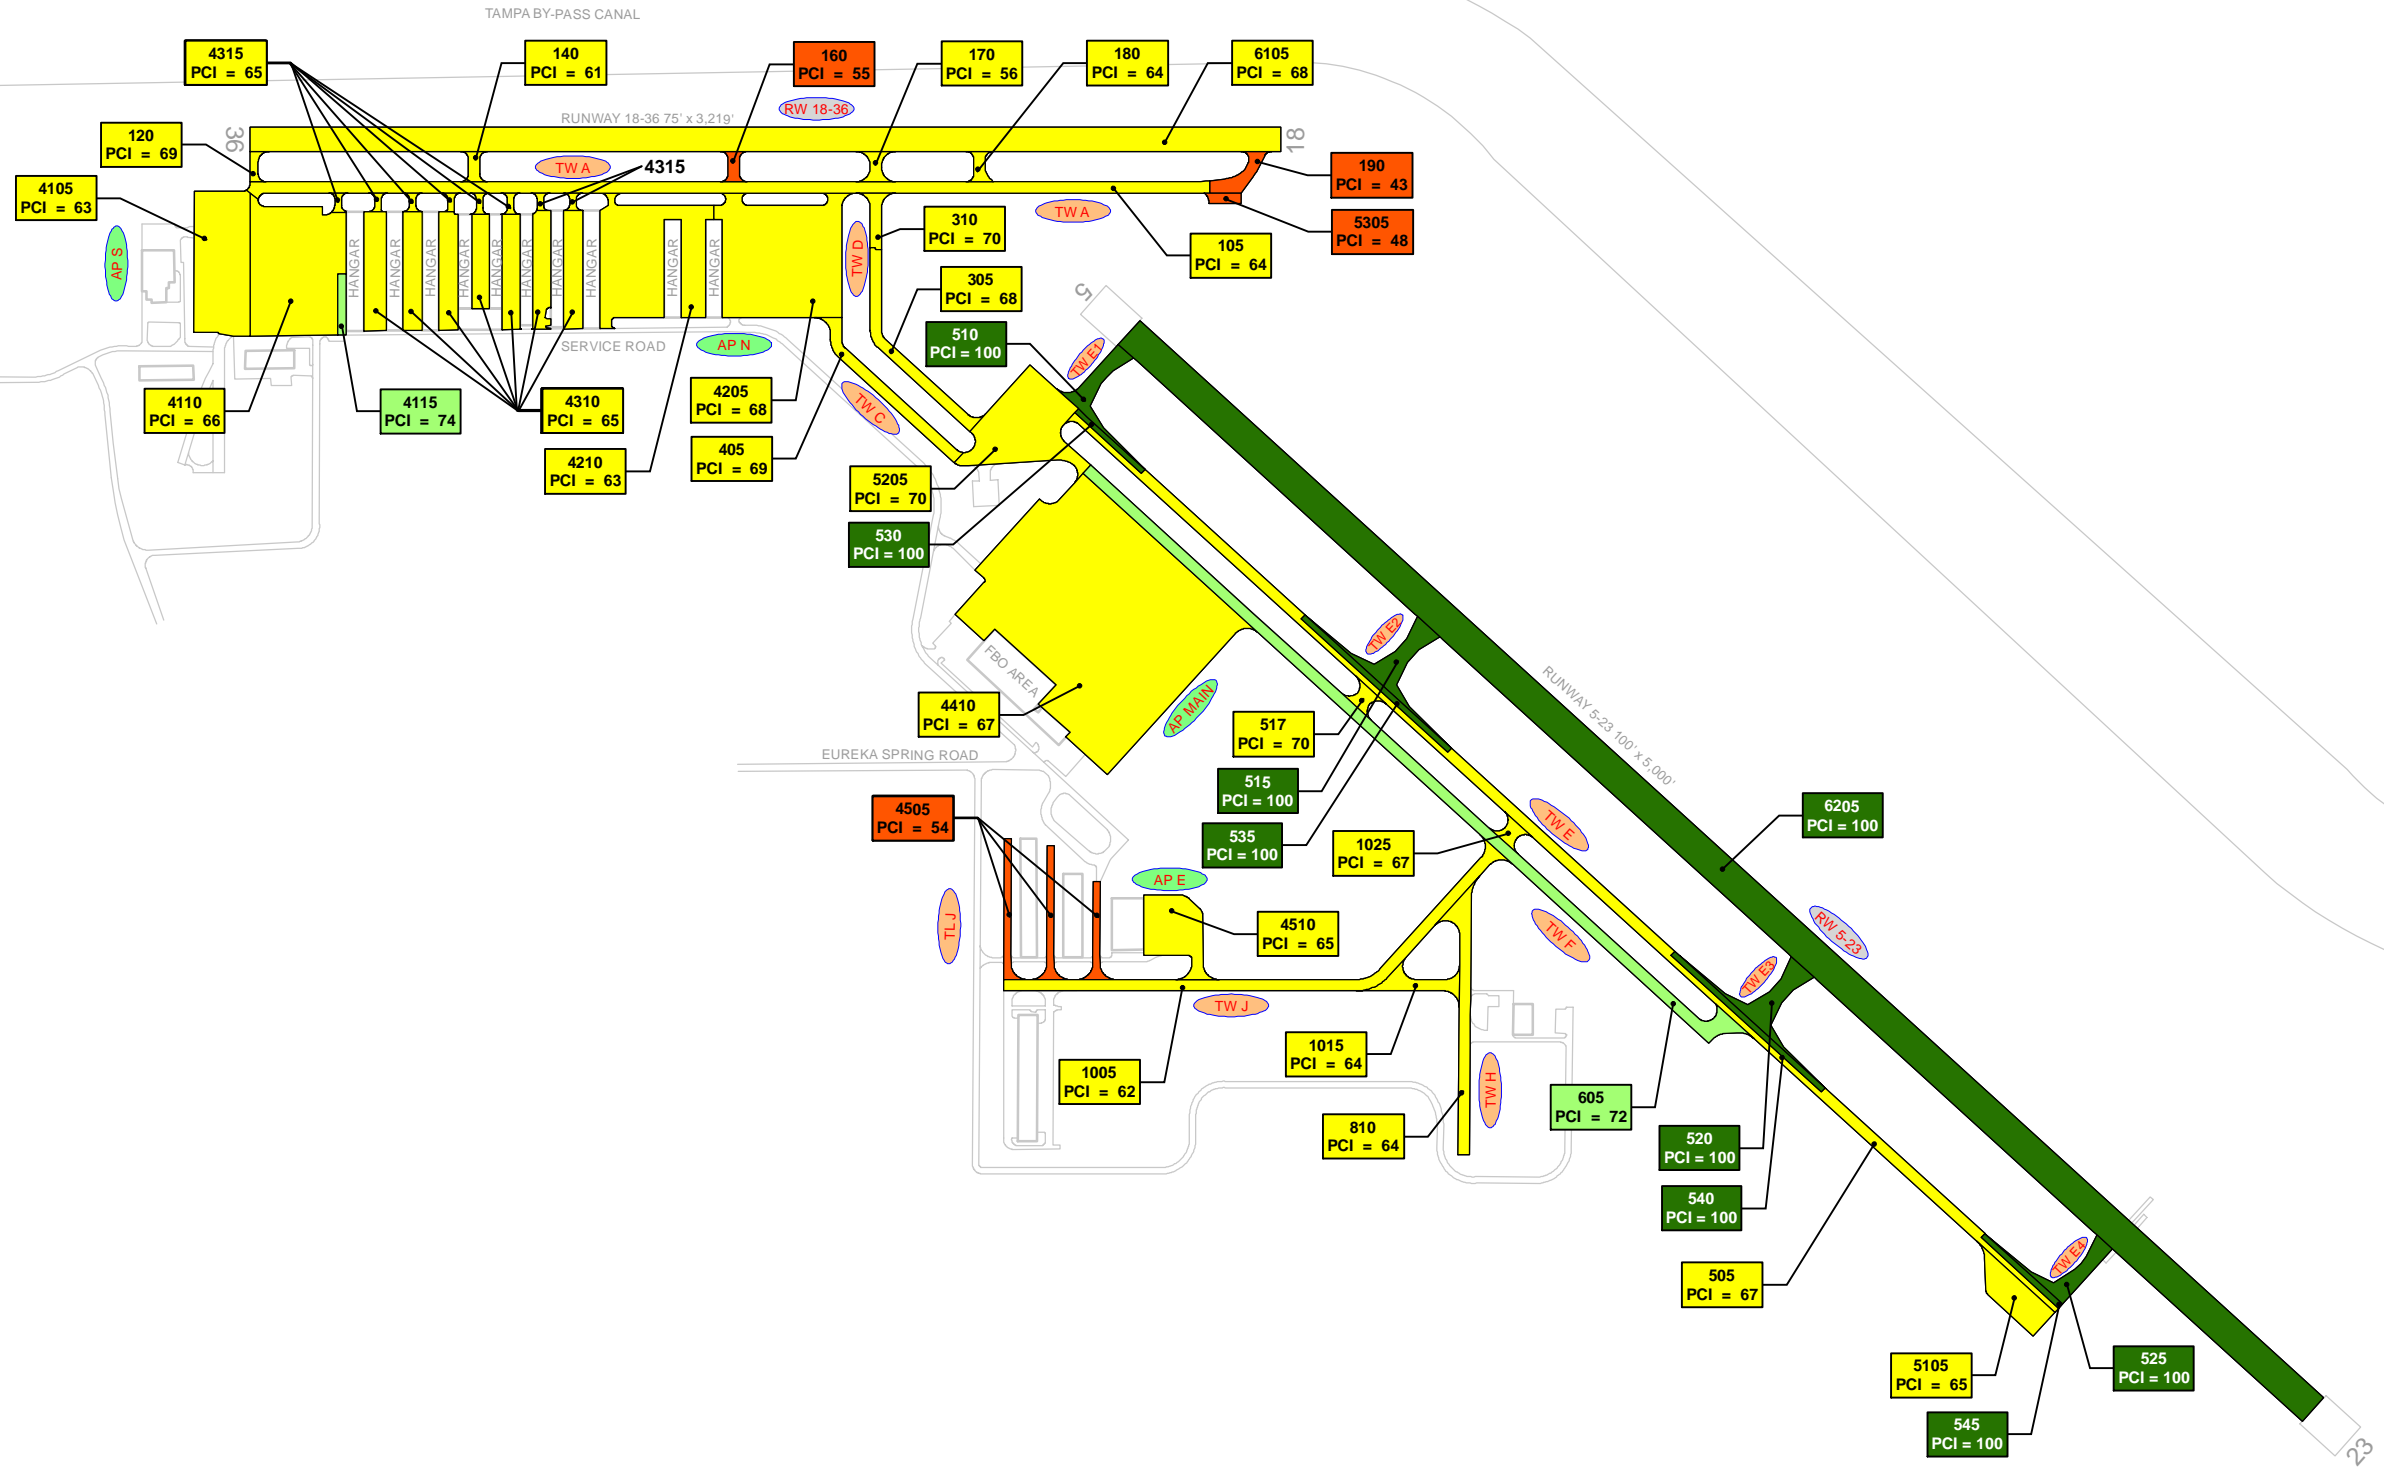 TAMPA BY-PASS CANAL
4315
PCI = 65
140
PCI = 61
160
PCI = 55
170
PCI = 56
180
PCI = 64
6105
PCI = 68
RW 18-36
RUNWAY 18-36 75' x 3,219'
36
18
120
PCI = 69
TW A
4315
190
PCI = 43
4105
PCI = 63
TW A
5305
PCI = 48
310
PCI = 70
105
PCI = 64
AP S
TW D
HANGAR
HANGAR
HANGAR
HANGAR
HANGAR
HANGAR
HANGAR
HANGAR
HANGAR
HANGAR
305
PCI = 68
5
510
PCI = 100
SERVICE ROAD
AP N
TW E1
4110
PCI = 66
4115
PCI = 74
4310
PCI = 65
4205
PCI = 68
TW C
4210
PCI = 63
405
PCI = 69
5205
PCI = 70
530
PCI = 100
TW E2
FBO AREA
RUNWAY 5-23 100' x 5,000'
4410
PCI = 67
AP MAIN
517
PCI = 70
EUREKA SPRING ROAD
515
PCI = 100
4505
PCI = 54
535
PCI = 100
1025
PCI = 67
TW E
6205
PCI = 100
AP E
TL J
4510
PCI = 65
TW F
RW 5-23
TW E3
TW J
1005
PCI = 62
1015
PCI = 64
TW H
605
PCI = 72
810
PCI = 64
520
PCI = 100
540
PCI = 100
TW E4
505
PCI = 67
5105
PCI = 65
525
PCI = 100
545
PCI = 100
23